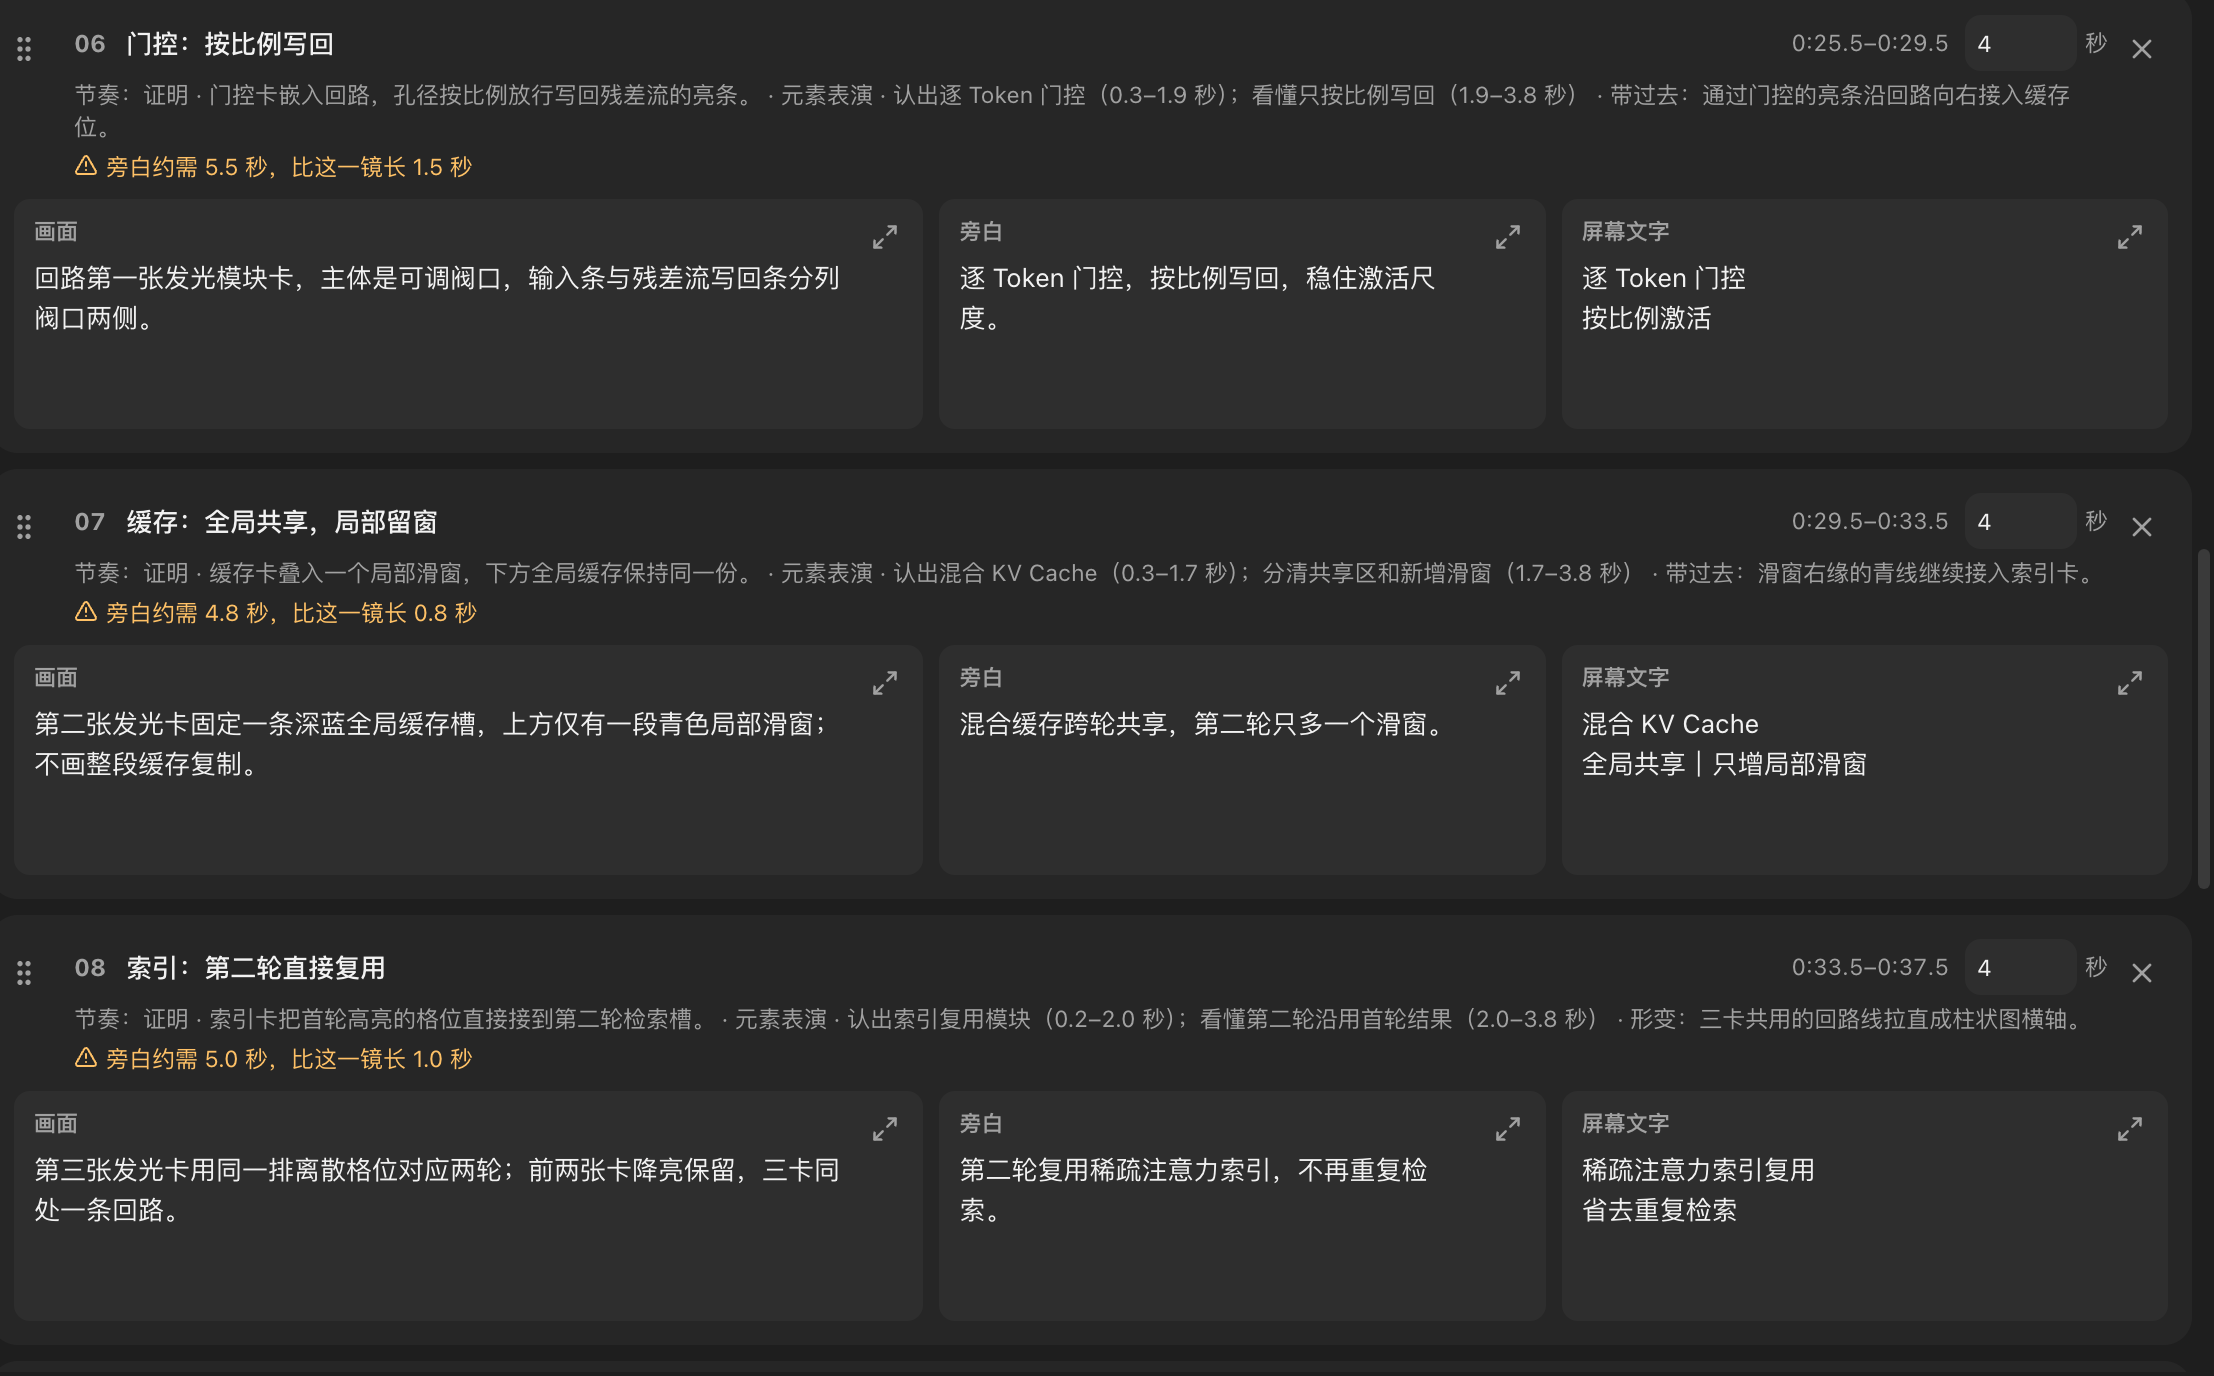 06 门控：按比例写回 0:25.5–0:29.5 4 秒
节奏：证明 · 门控卡嵌入回路，孔径按比例放行写回残差流的亮条。 · 元素表演 · 认出逐 Token 门控（0.3–1.9 秒）；看懂只按比例写回（1.9–3.8 秒） · 带过去：通过门控的亮条沿回路向右接入缓存
位。
旁白约需 5.5 秒，比这一镜长 1.5 秒
画面
回路第一张发光模块卡，主体是可调阀口，输入条与残差流写回条分列
阀口两侧。
旁白
逐 Token 门控，按比例写回，稳住激活尺
度。
屏幕文字
逐 Token 门控
按比例激活
07 缓存：全局共享，局部留窗 0:29.5–0:33.5 4 秒
节奏：证明 · 缓存卡叠入一个局部滑窗，下方全局缓存保持同一份。 · 元素表演 · 认出混合 KV Cache（0.3–1.7 秒）；分清共享区和新增滑窗（1.7–3.8 秒） · 带过去：滑窗右缘的青线继续接入索引卡。
旁白约需 4.8 秒，比这一镜长 0.8 秒
画面
第二张发光卡固定一条深蓝全局缓存槽，上方仅有一段青色局部滑窗；
不画整段缓存复制。
旁白
混合缓存跨轮共享，第二轮只多一个滑窗。
屏幕文字
混合 KV Cache
全局共享｜只增局部滑窗
08 索引：第二轮直接复用 0:33.5–0:37.5 4 秒
节奏：证明 · 索引卡把首轮高亮的格位直接接到第二轮检索槽。 · 元素表演 · 认出索引复用模块（0.2–2.0 秒）；看懂第二轮沿用首轮结果（2.0–3.8 秒） · 形变：三卡共用的回路线拉直成柱状图横轴。
旁白约需 5.0 秒，比这一镜长 1.0 秒
画面
第三张发光卡用同一排离散格位对应两轮；前两张卡降亮保留，三卡同
处一条回路。
旁白
第二轮复用稀疏注意力索引，不再重复检
索。
屏幕文字
稀疏注意力索引复用
省去重复检索